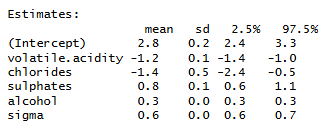 Estimates:
mean sd 2.5% 97.5%
(Intercept) 2.8 0.2 2.4 3.3
volatile.acidity -1.2 0.1 -1.4 -1.0
chlorides -1.4 0.5 -2.4 -0.5
sulphates 0.8 0.1 0.6 1.1
alcohol 0.3 0.0 0.3 0.3
sigma 0.6 0.0 0.6 0.7